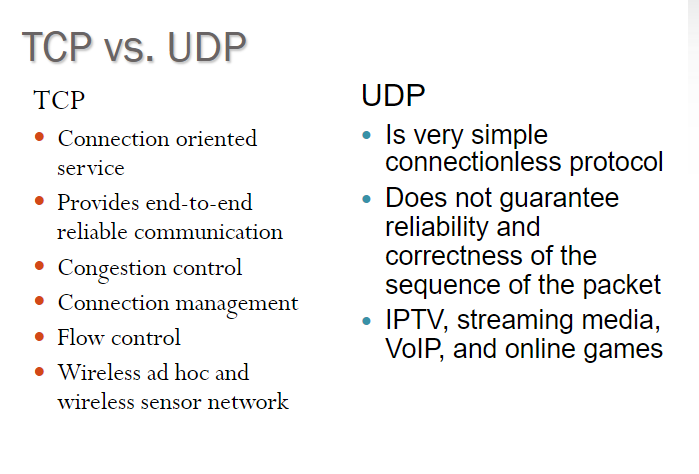 TCP vs. UDP
TCP
• Connection oriented
service
• Provides end-to-end
reliable communication
• Congestion control
• Connection management
• Flow control
• Wireless ad hoc and
wireless sensor network
UDP
• Is very simple
connectionless protocol
• Does not guarantee
reliability and
correctness of the
sequence of the packet
• IPTV, streaming media,
VoIP, and online games